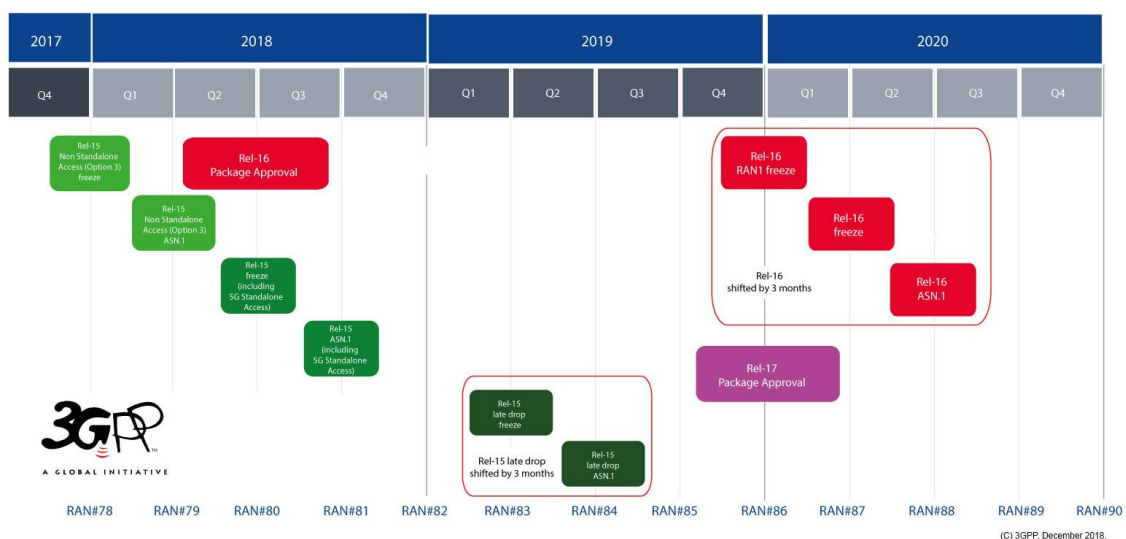 2017 2018 2019 2020
Q4 Q1 Q2 Q3 Q4 Q1 Q2 Q3 Q4 Q1 Q2 Q3 Q4
Rel-15
Non Standalone
Access (Option 3)
freeze
Rel-16
Package Approval
Rel-16
RAN1 freeze
Rel-15
Non Standalone
Access (Option 3)
ASN.1
Rel-16
freeze
Rel-15
freeze
(including
5G Standalone
Access)
Rel-16
shifted by 3 months
Rel-16
ASN.1
Rel-15
ASN.1
(including
5G Standalone
Access)
Rel-17
Package Approval
Rel-15
late drop
freeze
Rel-15 late drop
shifted by 3 months
Rel-15
late drop
ASN.1
3GPP™
A GLOBAL INITIATIVE
RAN#78 RAN#79 RAN#80 RAN#81 RAN#82 RAN#83 RAN#84 RAN#85 RAN#86 RAN#87 RAN#88 RAN#89 RAN#90
(C) 3GPP, December 2018.